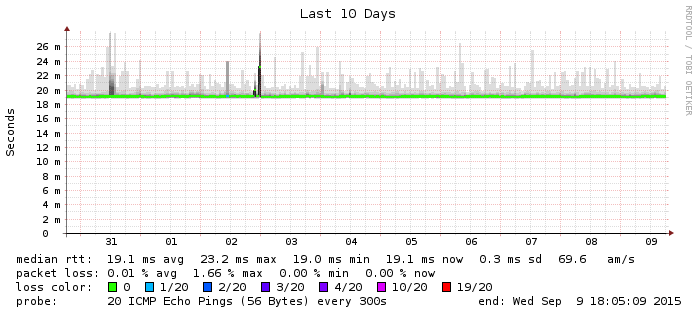 Last 10 Days
RRDTOOL / TOBI OETIKER
Seconds
26 m
24 m
22 m
20 m
18 m
16 m
14 m
12 m
10 m
8 m
6 m
4 m
2 m
0
31 01 02 03 04 05 06 07 08 09
median rtt: 19.1 ms avg 23.2 ms max 19.0 ms min 19.1 ms now 0.3 ms sd 69.6 am/s
packet loss: 0.01 % avg 1.66 % max 0.00 % min 0.00 % now
loss color: 0 1/20 2/20 3/20 4/20 10/20 19/20
probe: 20 ICMP Echo Pings (56 Bytes) every 300s end: Wed Sep 9 18:05:09 2015